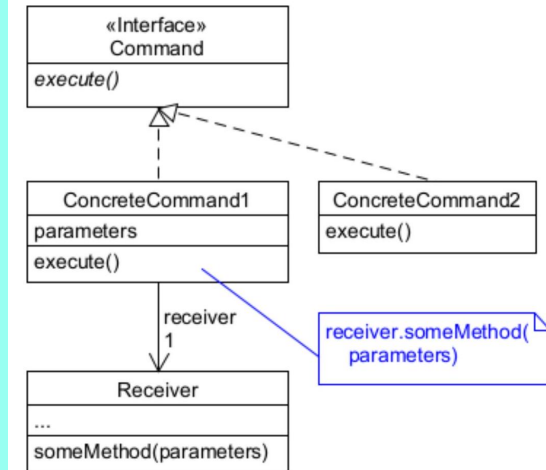 «Interface»
Command
execute()
ConcreteCommand1
parameters
execute()
ConcreteCommand2
execute()
receiver
1
receiver.someMethod(
parameters)
Receiver
...
someMethod(parameters)